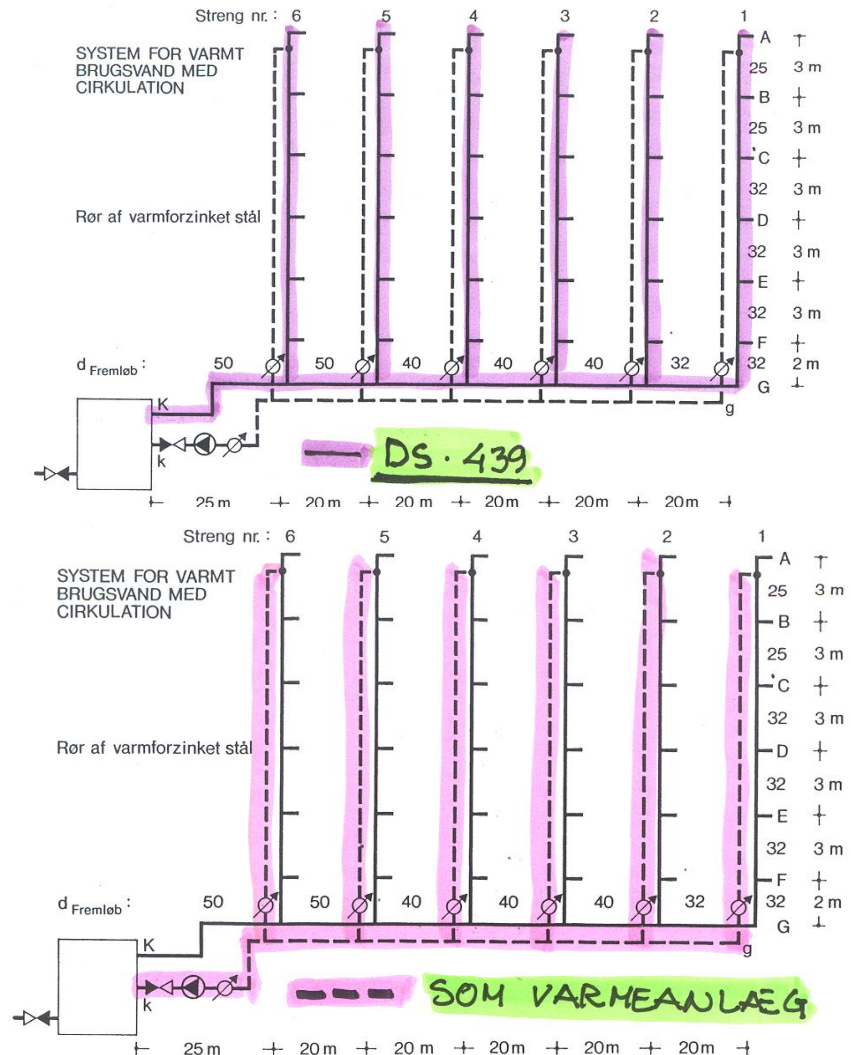 Streng nr. : 6 5 4 3 2 1
SYSTEM FOR VARMT
BRUGSVAND MED
CIRKULATION
A
25 3 m
B
25 3 m
C
32 3 m
Rør af varmforzinket stål
D
32 3 m
E
32 3 m
F
d Fremløb : 50 50 40 40 40 32 32 2 m
G
K
g
k
DS. 439
25 m 20 m 20 m 20 m 20m 20m
Streng nr. : 6 5 4 3 2 1
SYSTEM FOR VARMT
BRUGSVAND MED
CIRKULATION
A
25 3 m
B
25 3 m
C
32 3 m
Rør af varmforzinket stål
D
32 3 m
E
32 3 m
F
d Fremløb : 50 50 40 40 40 32 32 2 m
G
K
g
k
SOM VARMEANLÆG
25 m 20 m 20 m 20 m 20m 20m